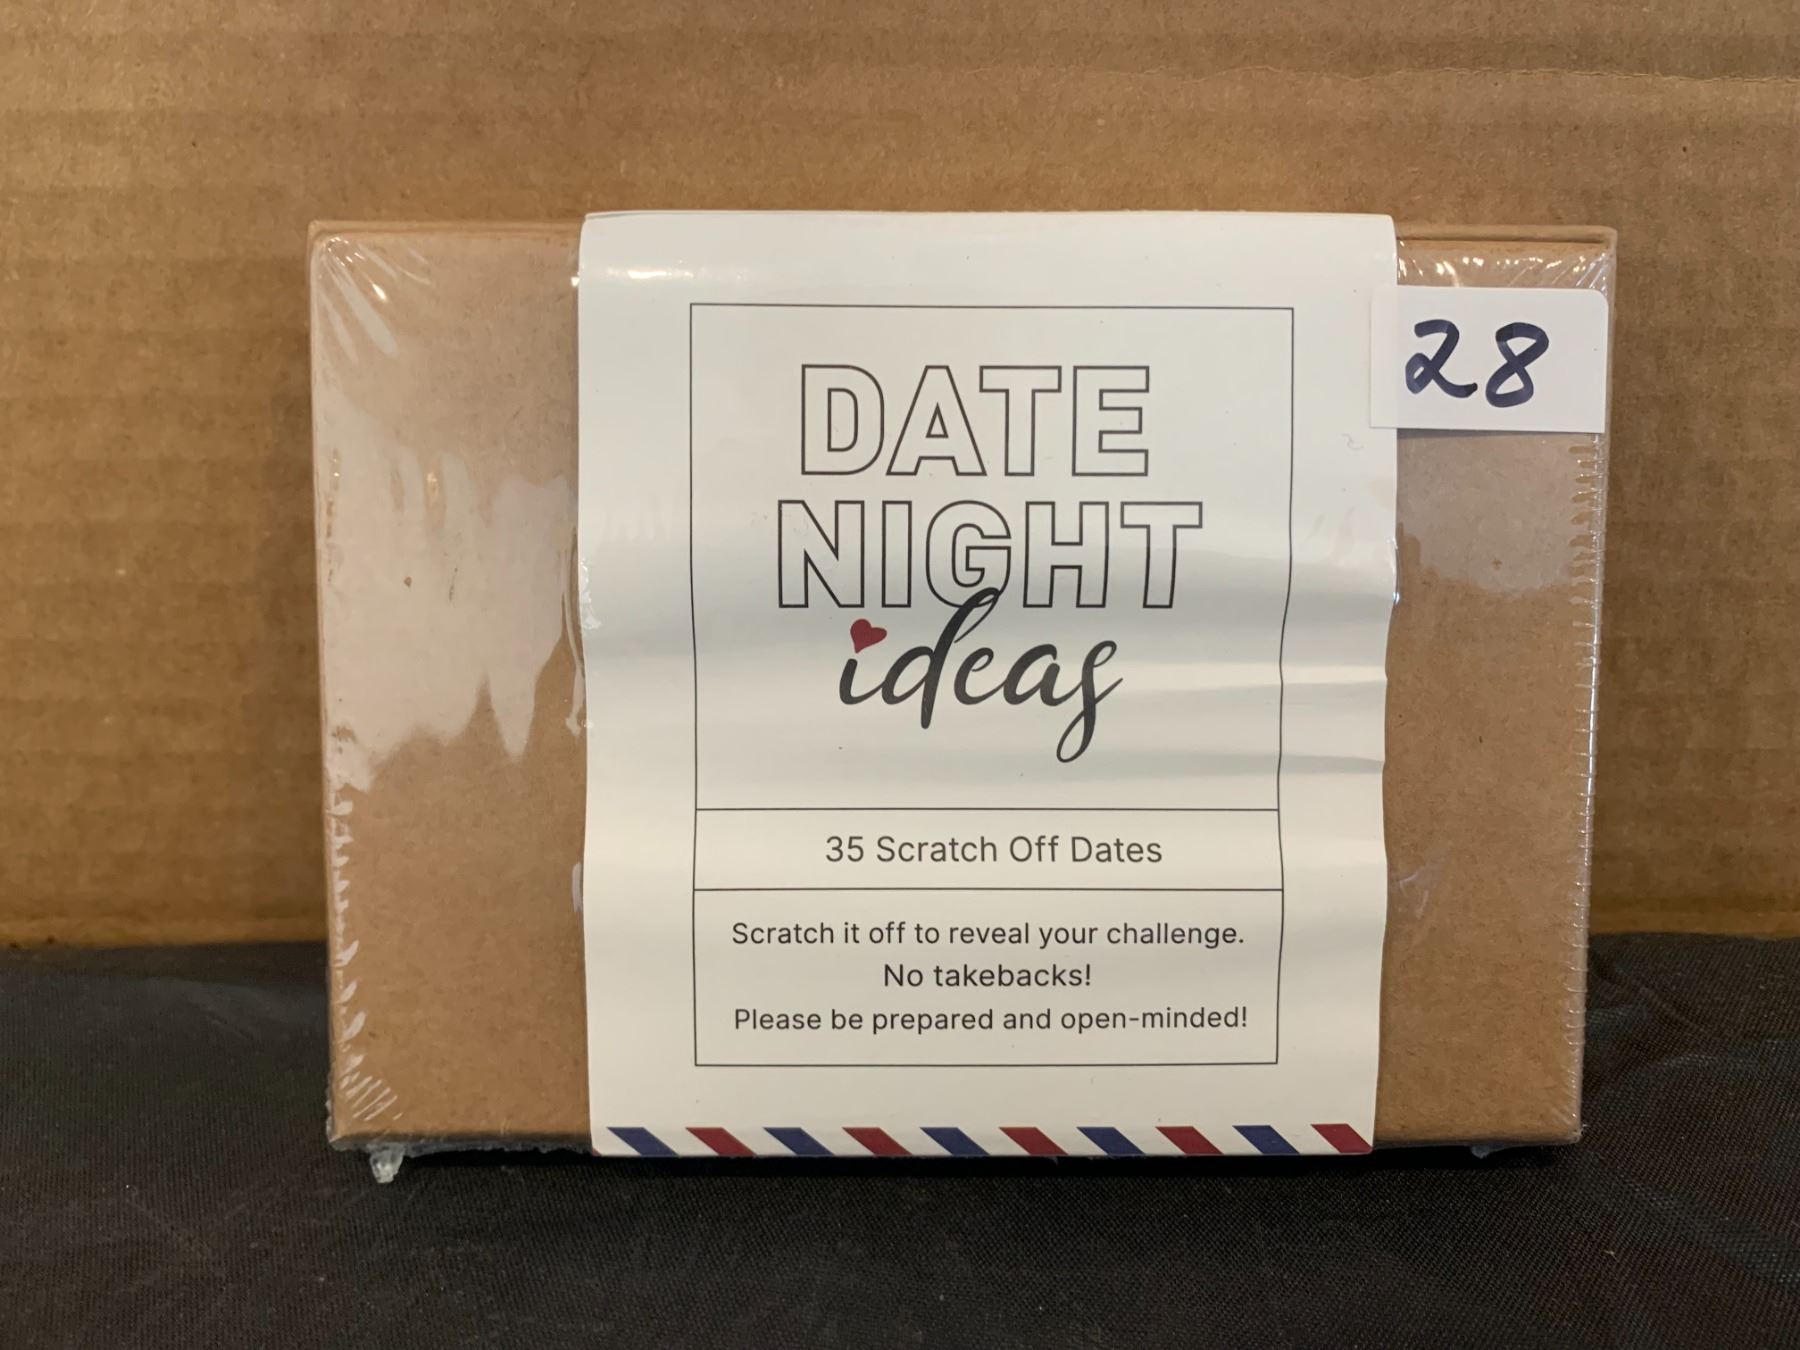 DATE
NIGHT
ideas
28
35 Scratch Off Dates
Scratch it off to reveal your challenge.
No takebacks!
Please be prepared and open-minded!